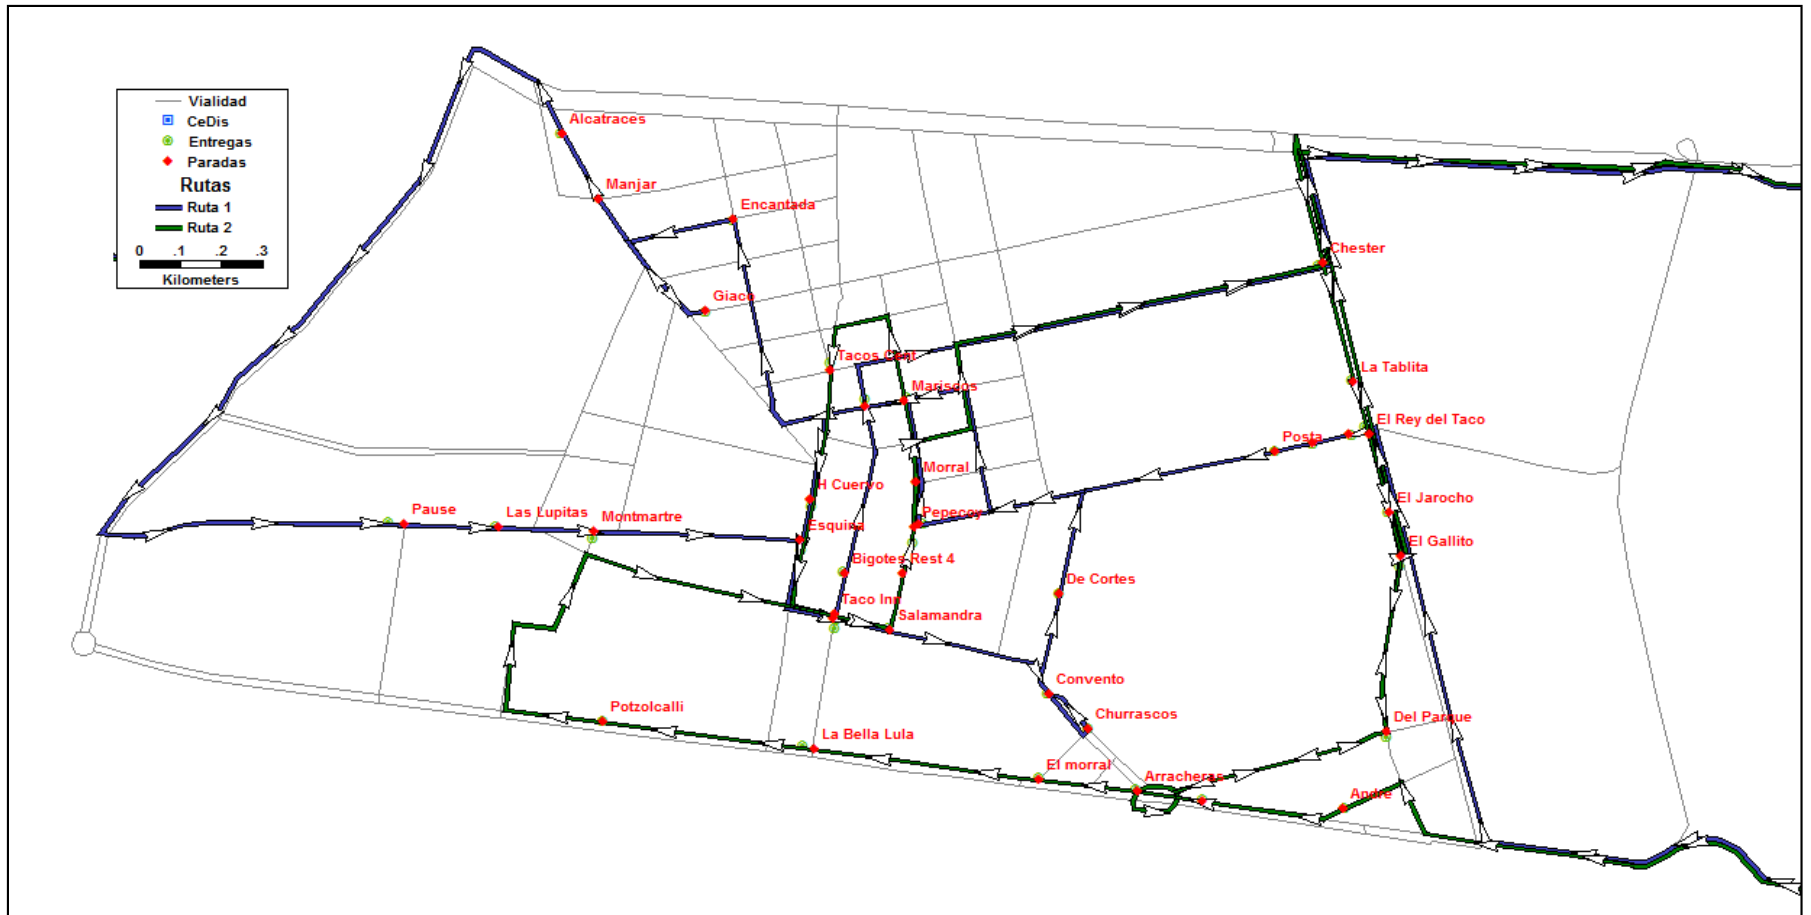 Vialidad
CeDis
Entregas
Paradas
Rutas
Ruta 1
Ruta 2
0 .1 .2 .3
Kilometers
Alcatraces
Manjar
Encantada
Giaco
Chester
Tacos Chat
Mariscos
La Tablita
El Rey del Taco
Posta
Morral
H Cuervo
El Jarocho
Pause
Las Lupitas
Montmartre
Esquina
Pepecoy
El Gallito
Bigotes Rest 4
De Cortes
Taco Inn
Salamandra
Convento
Churrascos
Potzolcalli
La Bella Lula
Del Parque
El morral
Arracheras
Andre